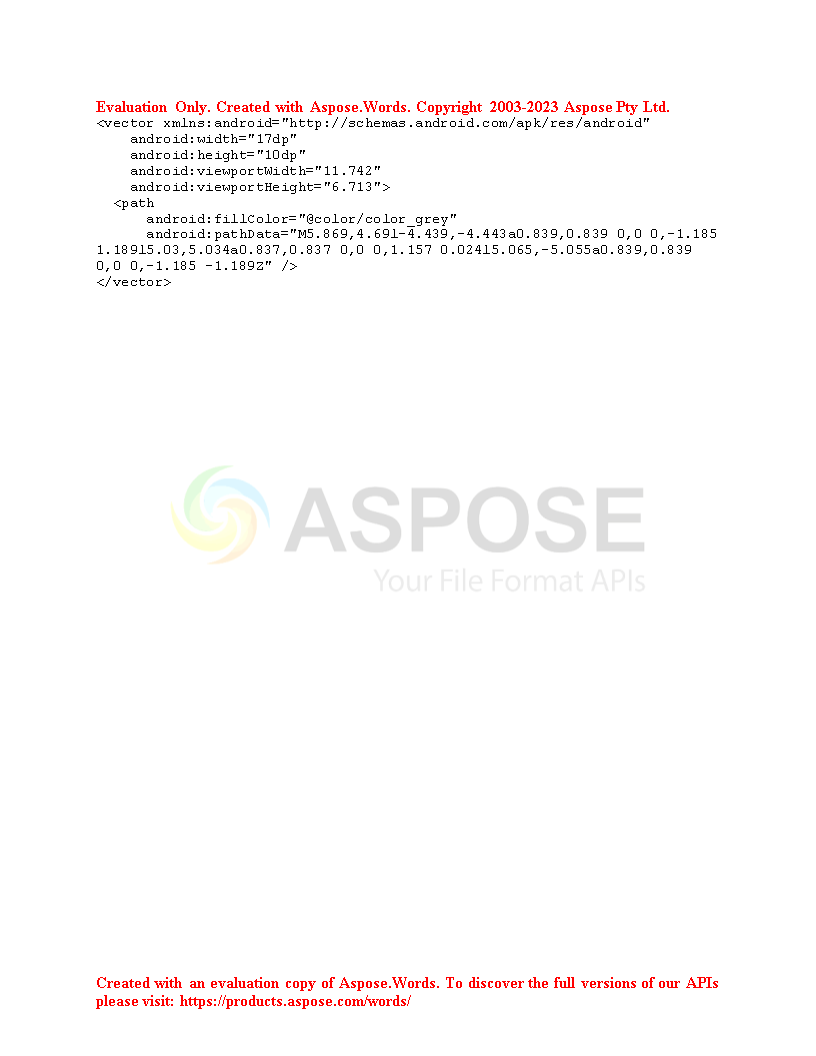 Evaluation Only. Created with Aspose.Words. Copyright 2003-2023 Aspose Pty Ltd.
<vector xmlns:android="http://schemas.android.com/apk/res/android"
    android:width="17dp"
    android:height="10dp"
    android:viewportWidth="11.742"
    android:viewportHeight="6.713">
  <path
      android:fillColor="@color/color_grey"
      android:pathData="M5.869,4.69l-4.439,-4.443a0.839,0.839 0,0 0,-1.185
1.189l5.03,5.034a0.837,0.837 0,0 0,1.157 0.024l5.065,-5.055a0.839,0.839
0,0 0,-1.185 -1.189Z" />
</vector>
ASPOSE
Your File Format APIs
Created with an evaluation copy of Aspose.Words. To discover the full versions of our APIs
please visit: https://products.aspose.com/words/